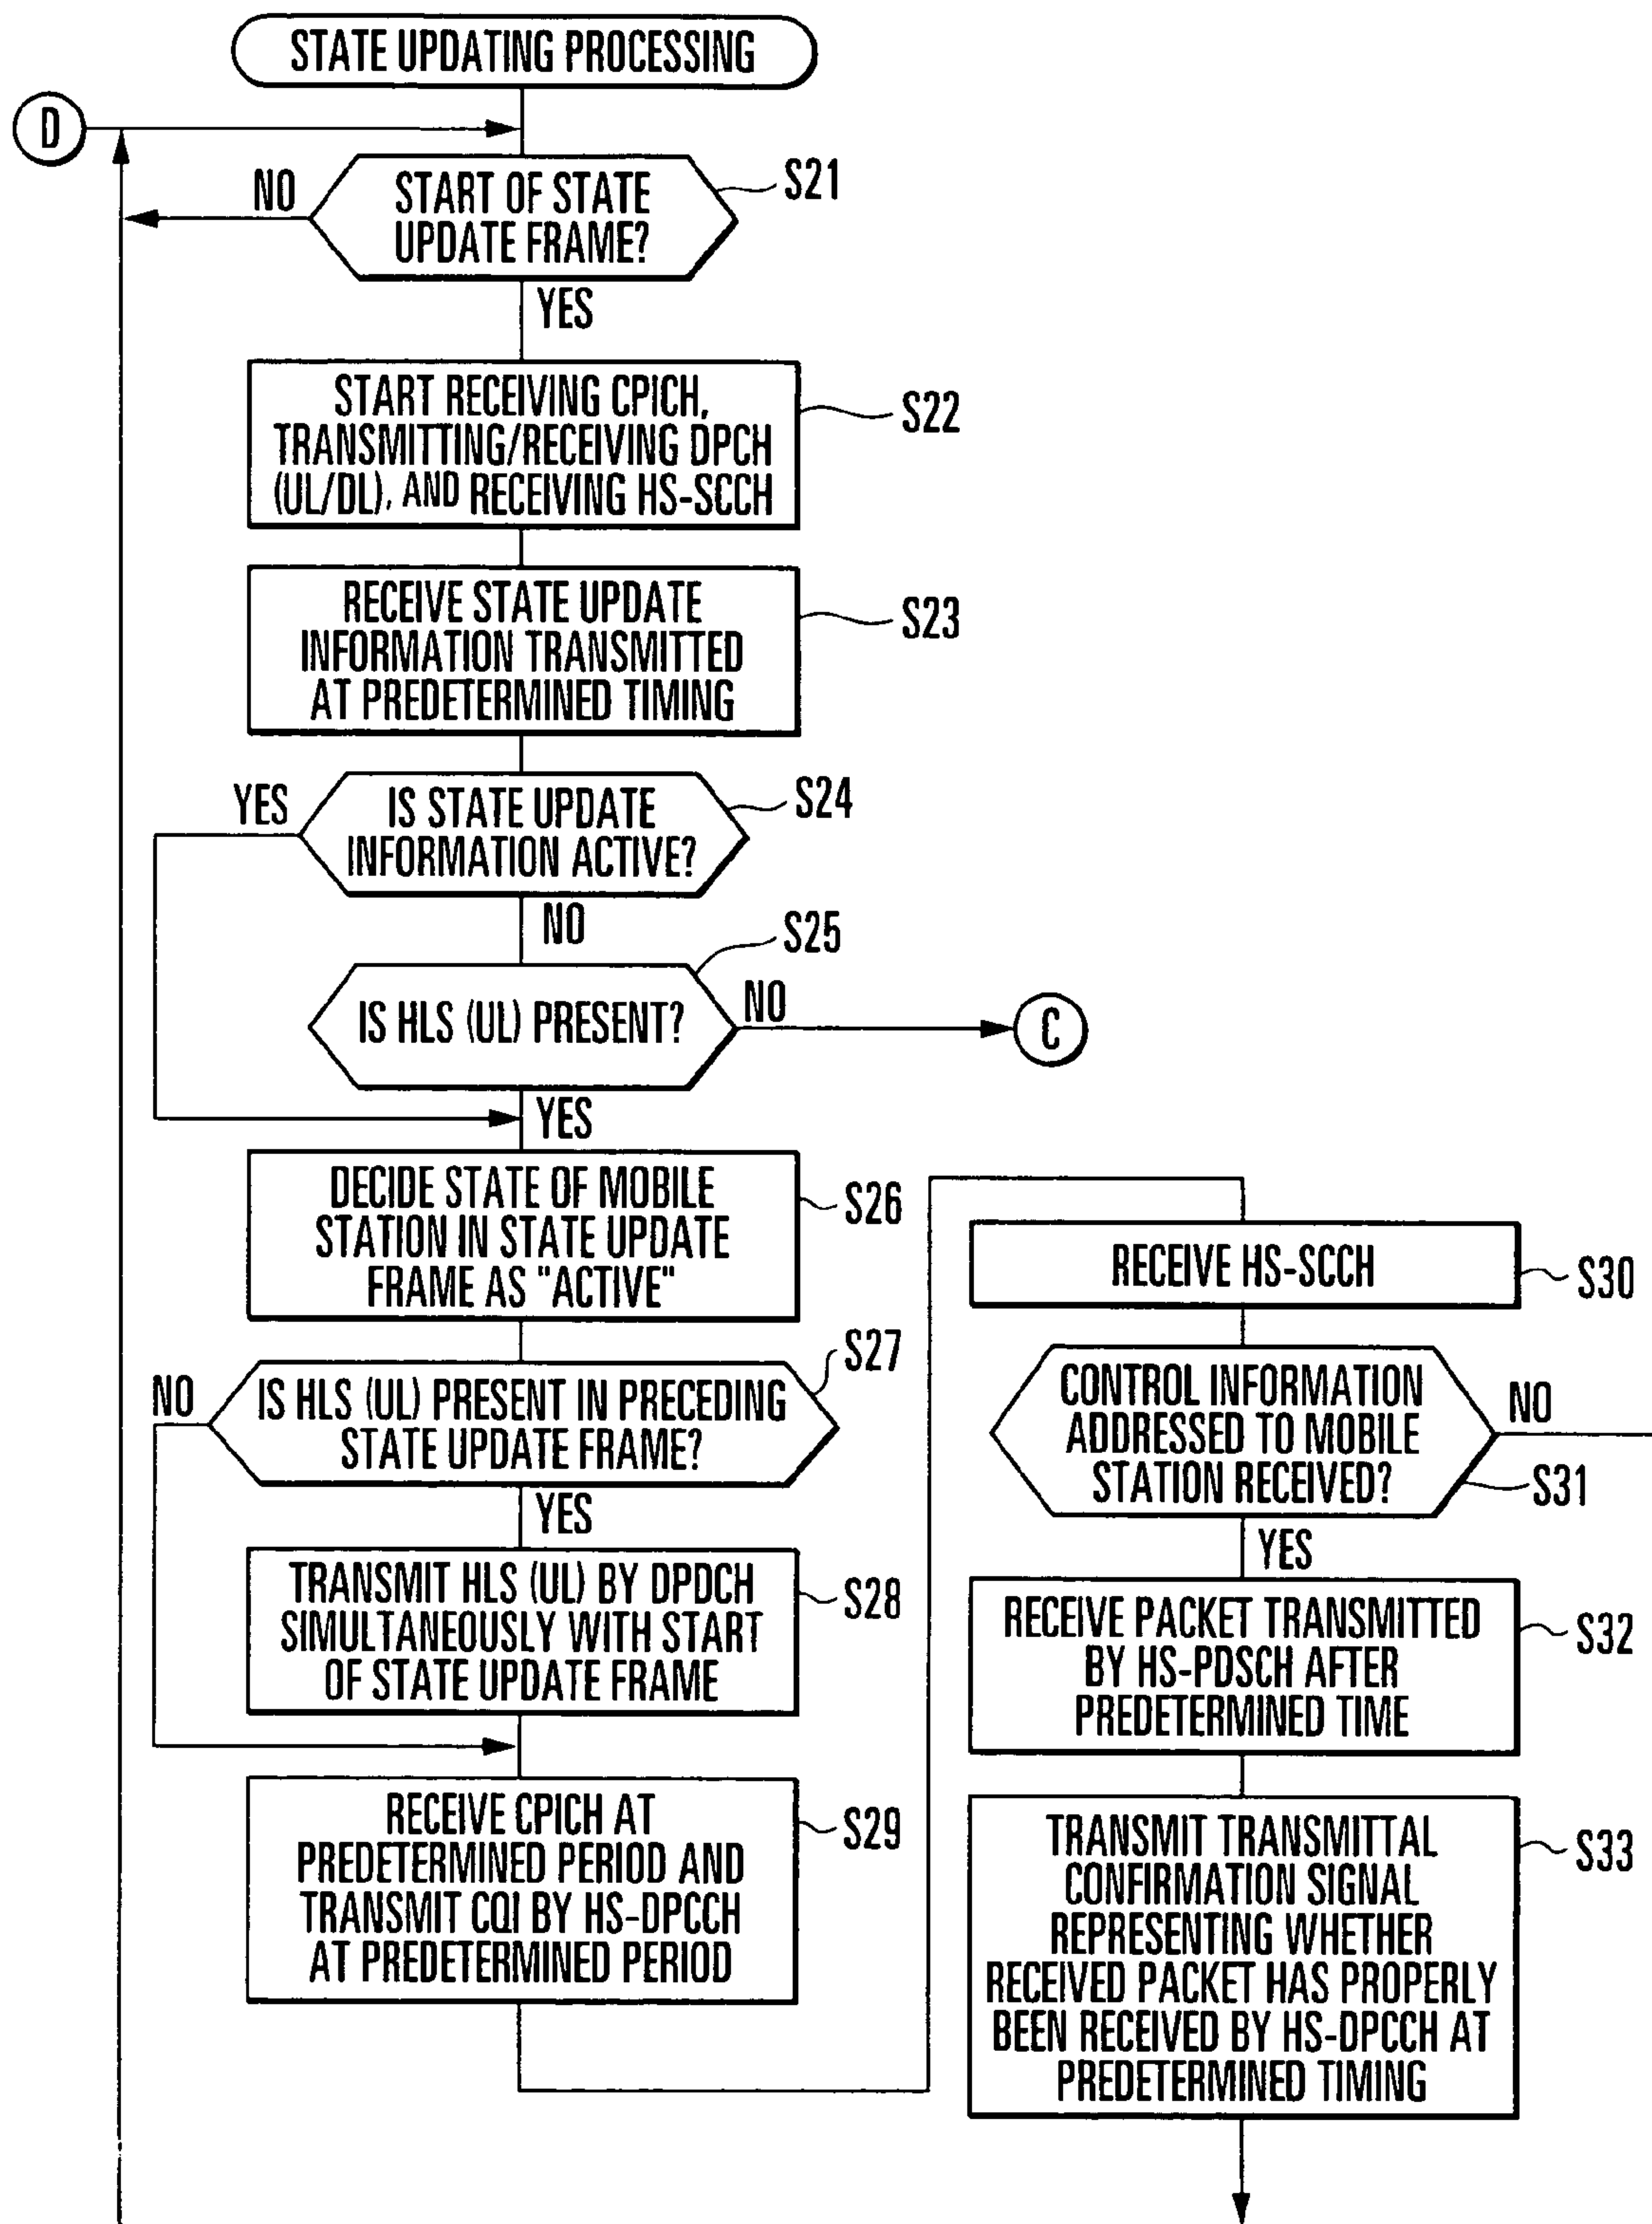 STATE UPDATING PROCESSING
D
NO
START OF STATE
UPDATE FRAME?
S21
YES
START RECEIVING CPICH,
TRANSMITTING/RECEIVING DPCH
(UL/DL), AND RECEIVING HS-SCCH
S22
RECEIVE STATE UPDATE
INFORMATION TRANSMITTED
AT PREDETERMINED TIMING
S23
YES
IS STATE UPDATE
INFORMATION ACTIVE?
S24
NO
S25
IS HLS (UL) PRESENT?
NO
C
YES
DECIDE STATE OF MOBILE
STATION IN STATE UPDATE
FRAME AS "ACTIVE"
S26
S27
NO
IS HLS (UL) PRESENT IN PRECEDING
STATE UPDATE FRAME?
YES
TRANSMIT HLS (UL) BY DPDCH
SIMULTANEOUSLY WITH START
OF STATE UPDATE FRAME
S28
RECEIVE CPICH AT
PREDETERMINED PERIOD AND
TRANSMIT CQI BY HS-DPCCH
AT PREDETERMINED PERIOD
S29
RECEIVE HS-SCCH
S30
CONTROL INFORMATION
ADDRESSED TO MOBILE
STATION RECEIVED?
NO
S31
YES
RECEIVE PACKET TRANSMITTED
BY HS-PDSCH AFTER
PREDETERMINED TIME
S32
TRANSMIT TRANSMITTAL
CONFIRMATION SIGNAL
REPRESENTING WHETHER
RECEIVED PACKET HAS PROPERLY
BEEN RECEIVED BY HS-DPCCH AT
PREDETERMINED TIMING
S33